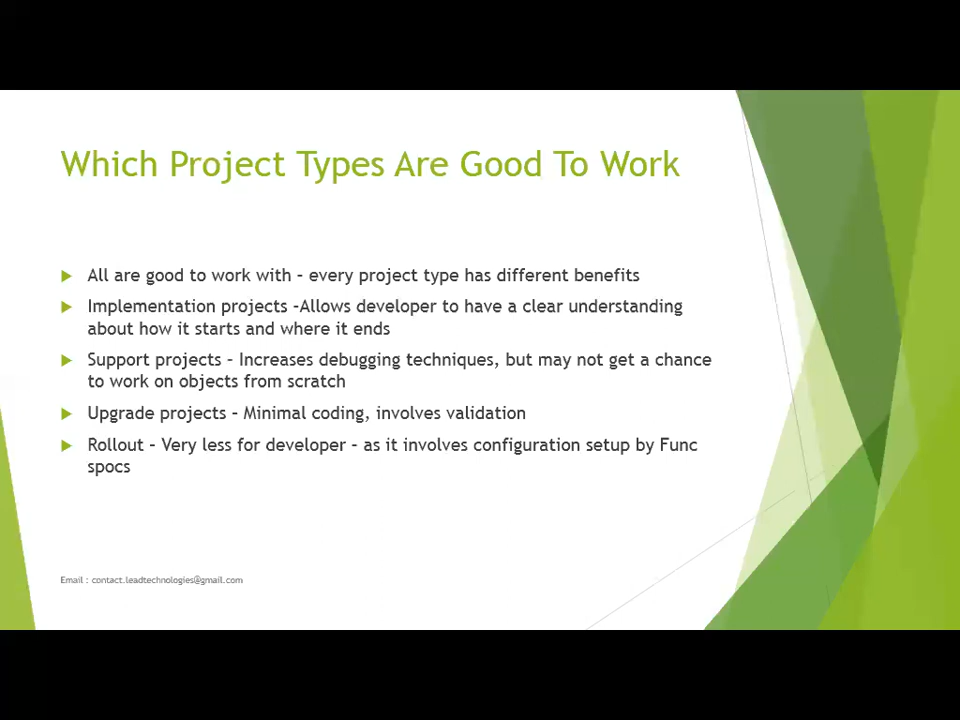 Which Project Types Are Good To Work
All are good to work with – every project type has different benefits
Implementation projects –Allows developer to have a clear understanding
about how it starts and where it ends
Support projects – Increases debugging techniques, but may not get a chance
to work on objects from scratch
Upgrade projects – Minimal coding, involves validation
Rollout – Very less for developer – as it involves configuration setup by Func
spocs
Email : contact.leadtechnologies@gmail.com